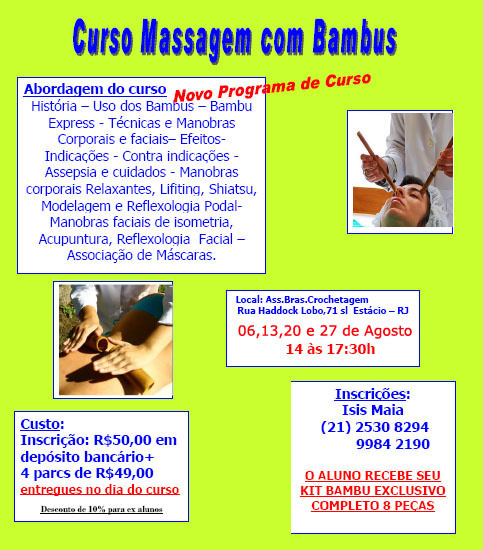 Curso Massagem com Bambus
Novo Programa de Curso
Abordagem do curso
História – Uso dos Bambus – Bambu
Express - Técnicas e Manobras
Corporais e faciais– Efeitos-
Indicações - Contra indicações -
Assepsia e cuidados - Manobras
corporais Relaxantes, Lifiting, Shiatsu,
Modelagem e Reflexologia Podal-
Manobras faciais de isometria,
Acupuntura, Reflexologia Facial –
Associação de Máscaras.
Local: Ass.Bras.Crochetagem
Rua Haddock Lobo,71 sl Estácio – RJ
06,13,20 e 27 de Agosto
14 às 17:30h
Custo:
Inscrição: R$50,00 em
depósito bancário+
4 parcs de R$49,00
entregues no dia do curso
Desconto de 10% para ex alunos
Inscrições:
Isis Maia
(21) 2530 8294
9984 2190
O ALUNO RECEBE SEU
KIT BAMBU EXCLUSIVO
COMPLETO 8 PEÇAS